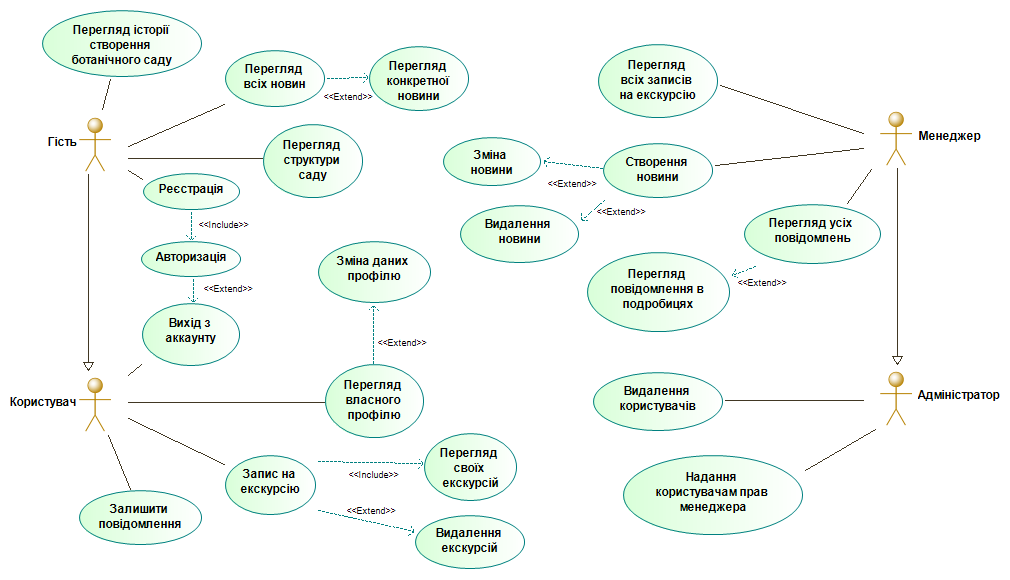 Перегляд історії
створення
ботанічного саду
Перегляд
всіх новин
<<Extend>>
Перегляд
конкретної
новини
Гість
Перегляд
структури
саду
Реєстрація
<<Include>>
Авторизація
<<Extend>>
Вихід з
аккаунту
Зміна даних
профілю
<<Extend>>
Користувач
Перегляд
власного
профілю
Запис на
екскурсію
<<Include>>
Перегляд
своїх
екскурсій
<<Extend>>
Видалення
екскурсій
Залишити
повідомлення
Перегляд
всіх записів
на екскурсію
Менеджер
Зміна
новини
<<Extend>>
Створення
новини
<<Extend>>
Видалення
новини
Перегляд усіх
повідомлень
<<Extend>>
Перегляд
повідомлення в
подробицях
Видалення
користувачів
Адміністратор
Надання
користувачам прав
менеджера